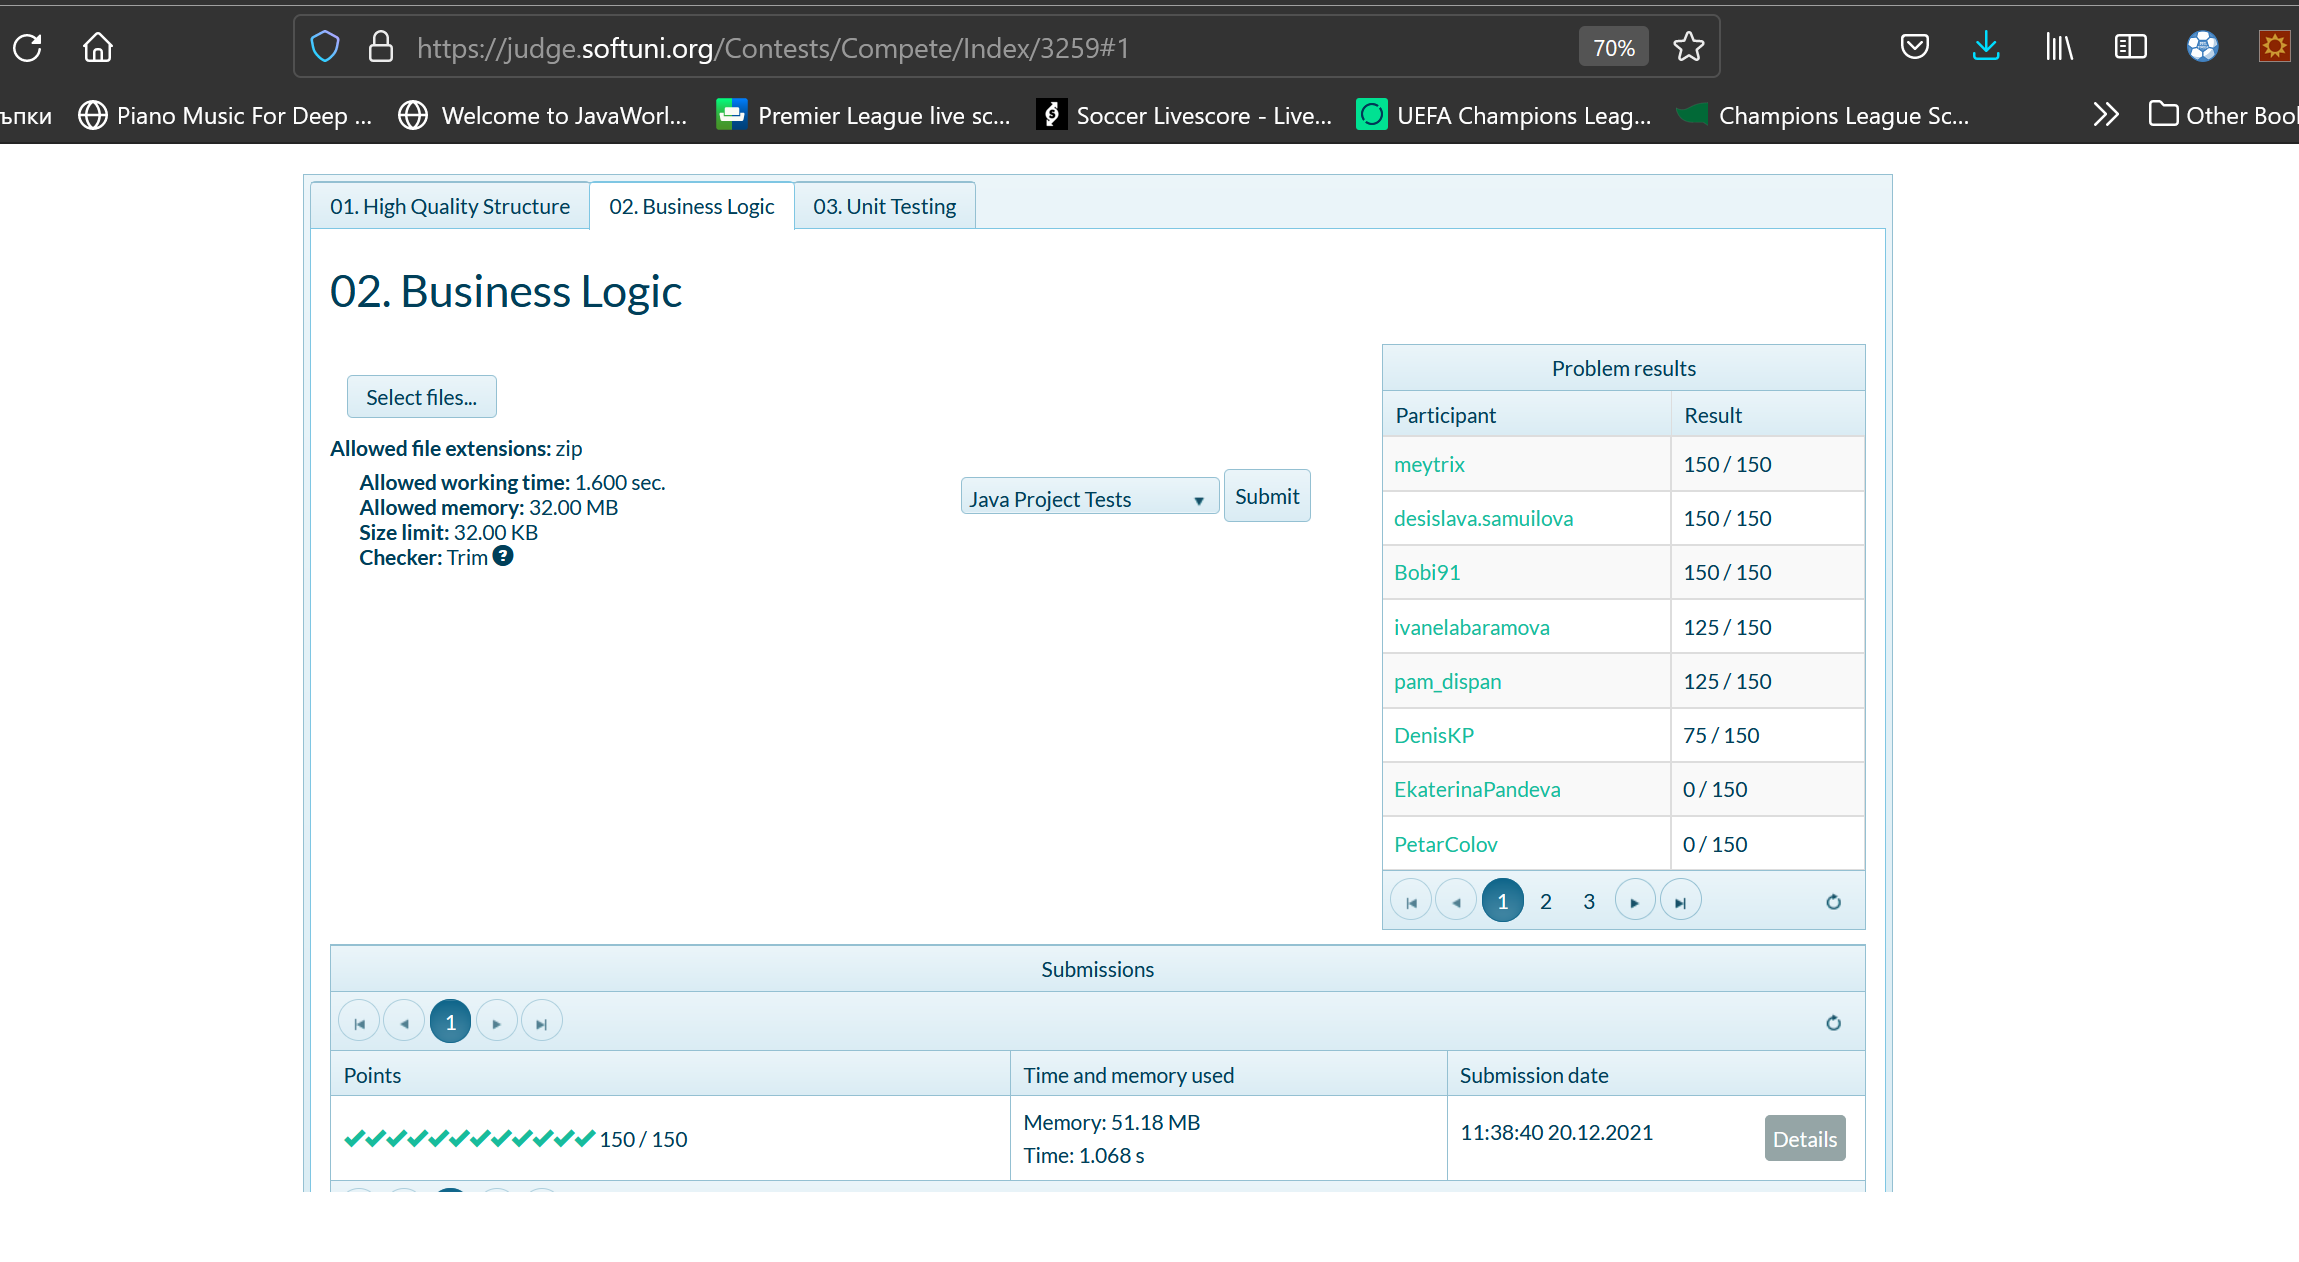 https://judge.softuni.org/Contests/Compete/Index/3259#1
70%
ъпки
Piano Music For Deep ...
Welcome to JavaWorl...
Premier League live sc...
Soccer Livescore - Live...
UEFA Champions Leag...
Champions League Sc...
Other Bool
01. High Quality Structure
02. Business Logic
03. Unit Testing
02. Business Logic
Select files...
Allowed file extensions: zip
Allowed working time: 1.600 sec.
Allowed memory: 32.00 MB
Size limit: 32.00 KB
Checker: Trim ?
Java Project Tests
Submit
Problem results
Participant Result
meytrix 150 / 150
desislava.samuilova 150 / 150
Bobi91 150 / 150
ivanelabaramova 125 / 150
pam_dispan 125 / 150
DenisKP 75 / 150
EkaterinaPandeva 0 / 150
PetarColov 0 / 150
1 2 3
Submissions
1
Points Time and memory used Submission date
150 / 150
Memory: 51.18 MB
Time: 1.068 s
11:38:40 20.12.2021
Details